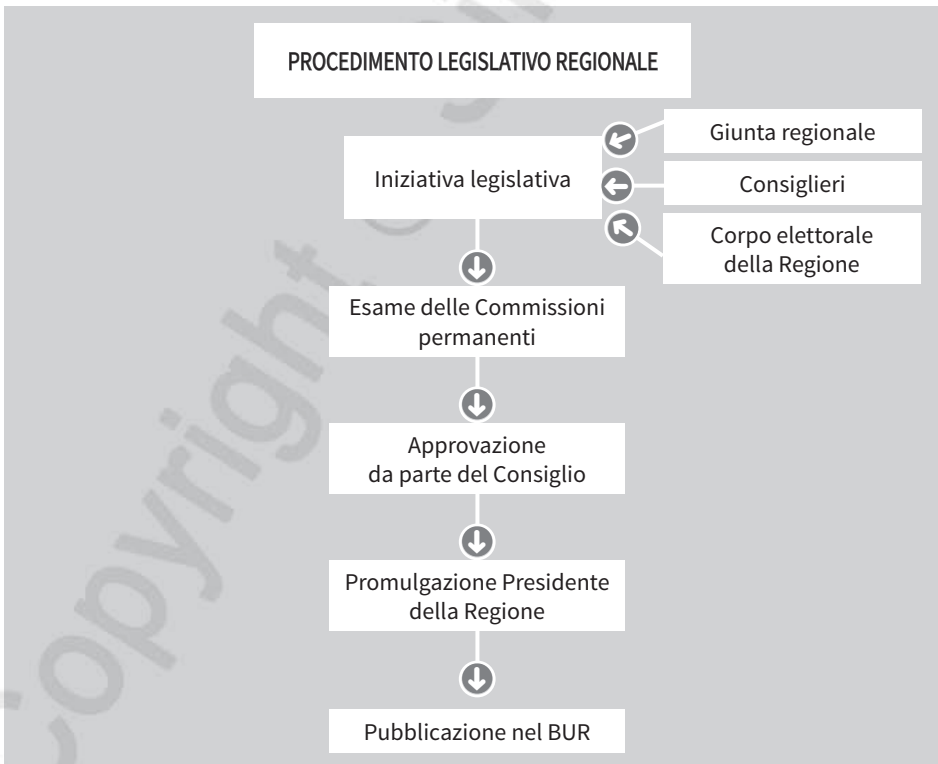 PROCEDIMENTO LEGISLATIVO REGIONALE
Giunta regionale
Iniziativa legislativa
Consiglieri
Corpo elettorale
della Regione
Esame delle Commissioni
permanenti
Approvazione
da parte del Consiglio
Promulgazione Presidente
della Regione
Pubblicazione nel BUR
Copyright